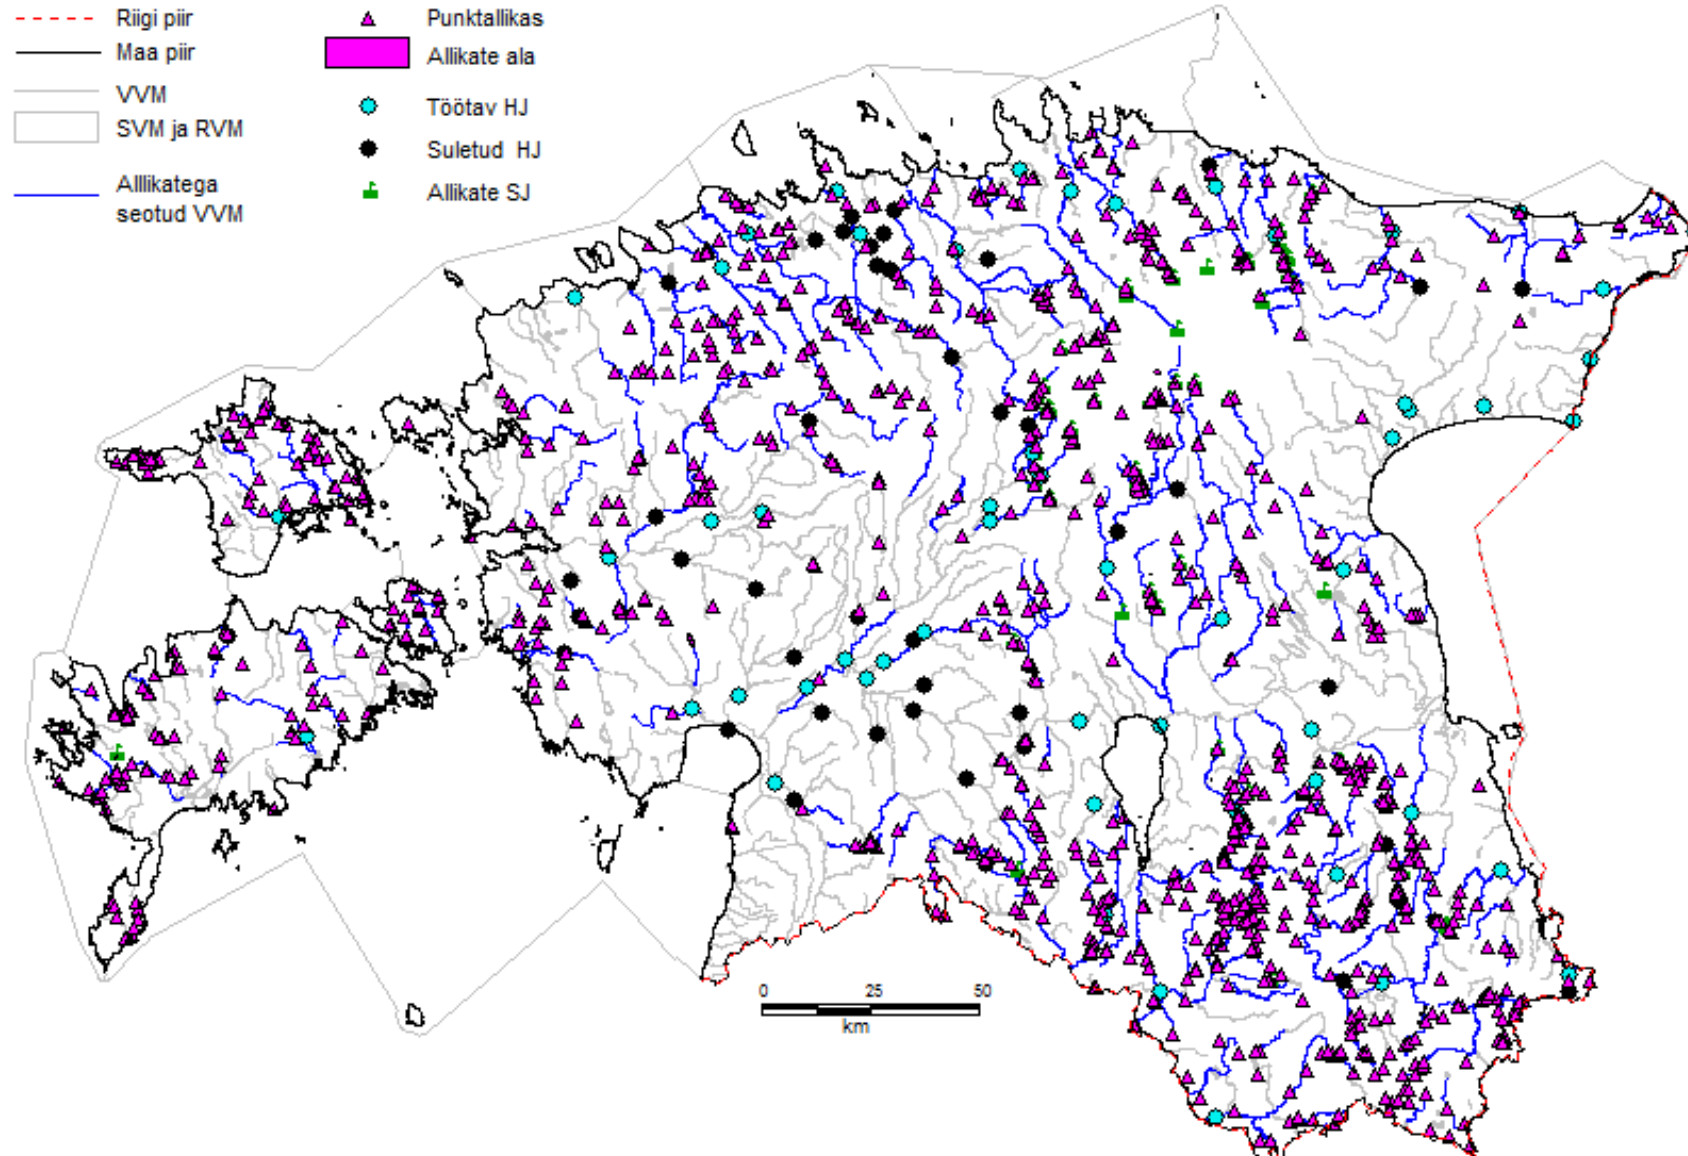 Riigi piir
Maa piir
VVM
SVM ja RVM
Alllikatega
seotud VVM
Punktallikas
Allikate ala
Töötav HJ
Suletud HJ
Allikate SJ
0 25 50
km